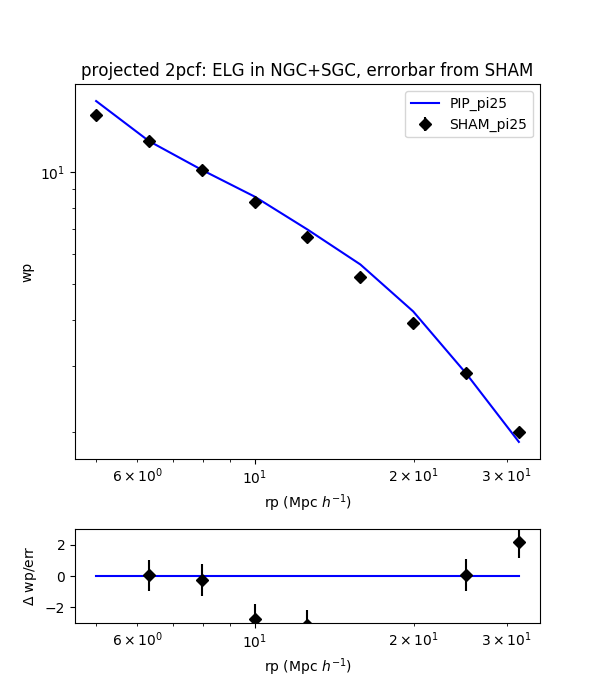 projected 2pcf: ELG in NGC+SGC, errorbar from SHAM
PIP_pi25
SHAM_pi25
10¹
wp
6 × 10⁰ 10¹ 2 × 10¹ 3 × 10¹
rp (Mpc h⁻¹)
2
0
−2
Δ wp/err
6 × 10⁰ 10¹ 2 × 10¹ 3 × 10¹
rp (Mpc h⁻¹)